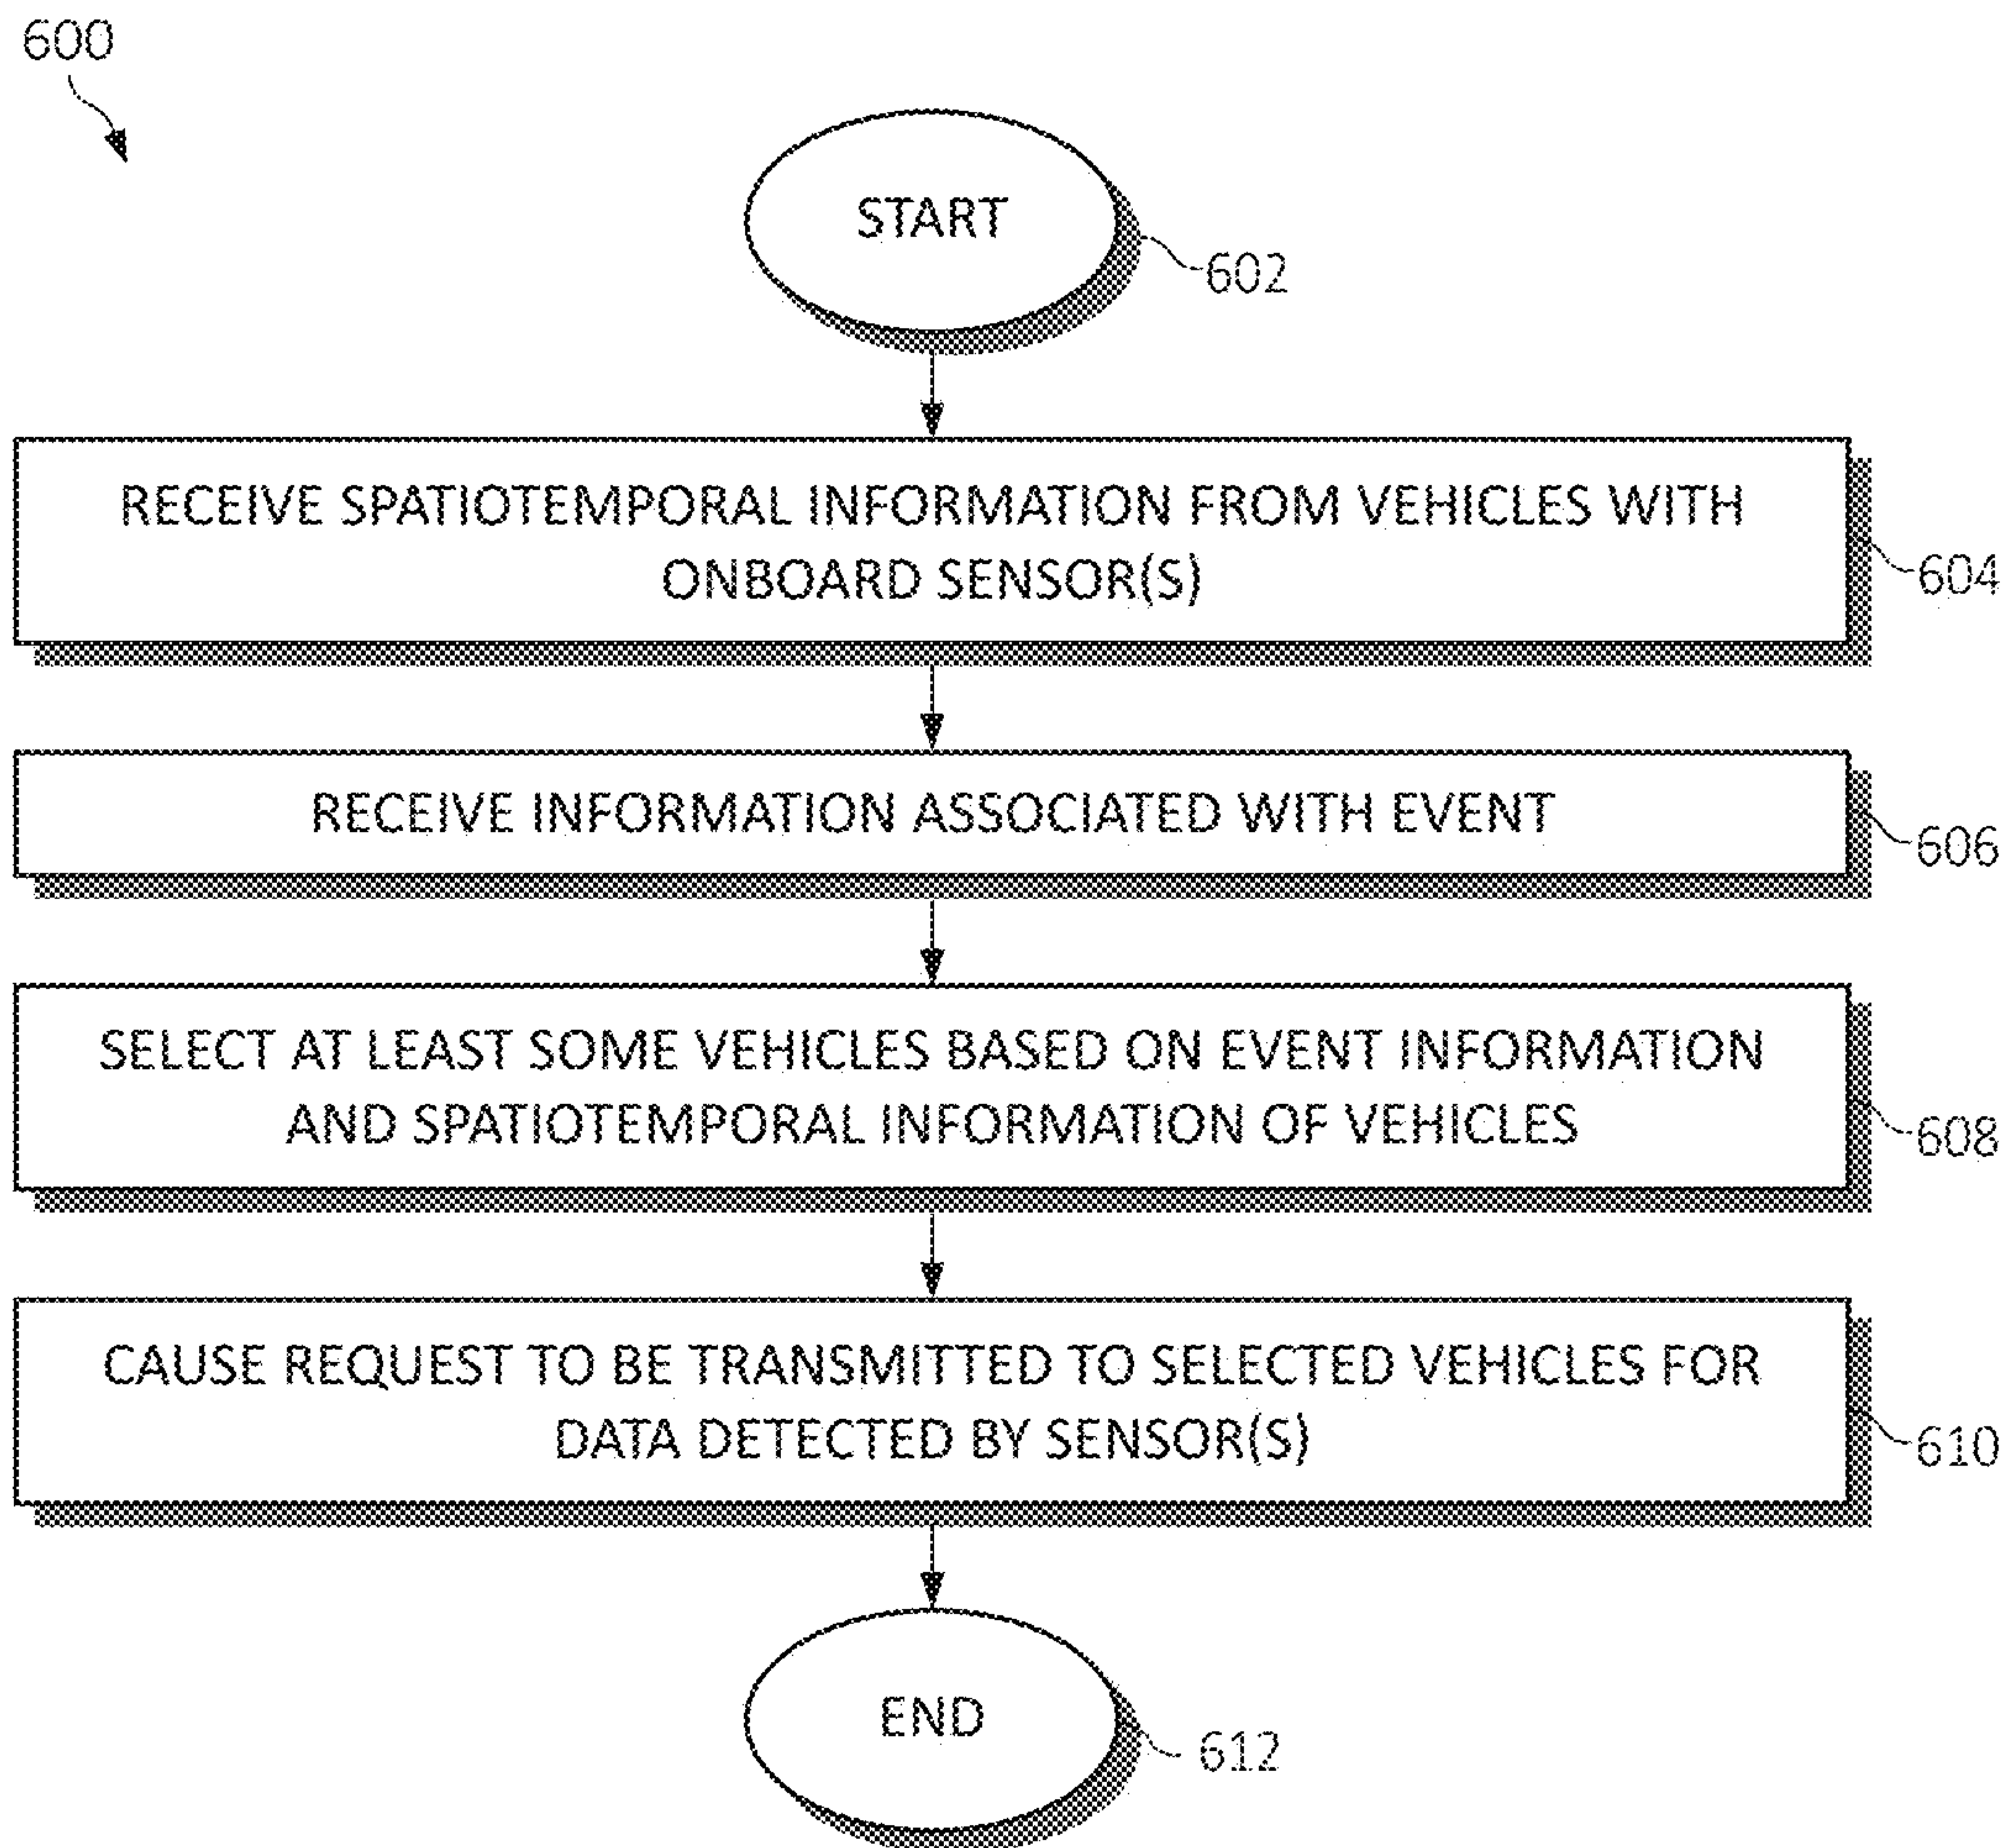 600
START
602
RECEIVE SPATIOTEMPORAL INFORMATION FROM VEHICLES WITH
ONBOARD SENSOR(S)
604
RECEIVE INFORMATION ASSOCIATED WITH EVENT
606
SELECT AT LEAST SOME VEHICLES BASED ON EVENT INFORMATION
AND SPATIOTEMPORAL INFORMATION OF VEHICLES
608
CAUSE REQUEST TO BE TRANSMITTED TO SELECTED VEHICLES FOR
DATA DETECTED BY SENSOR(S)
610
END
612